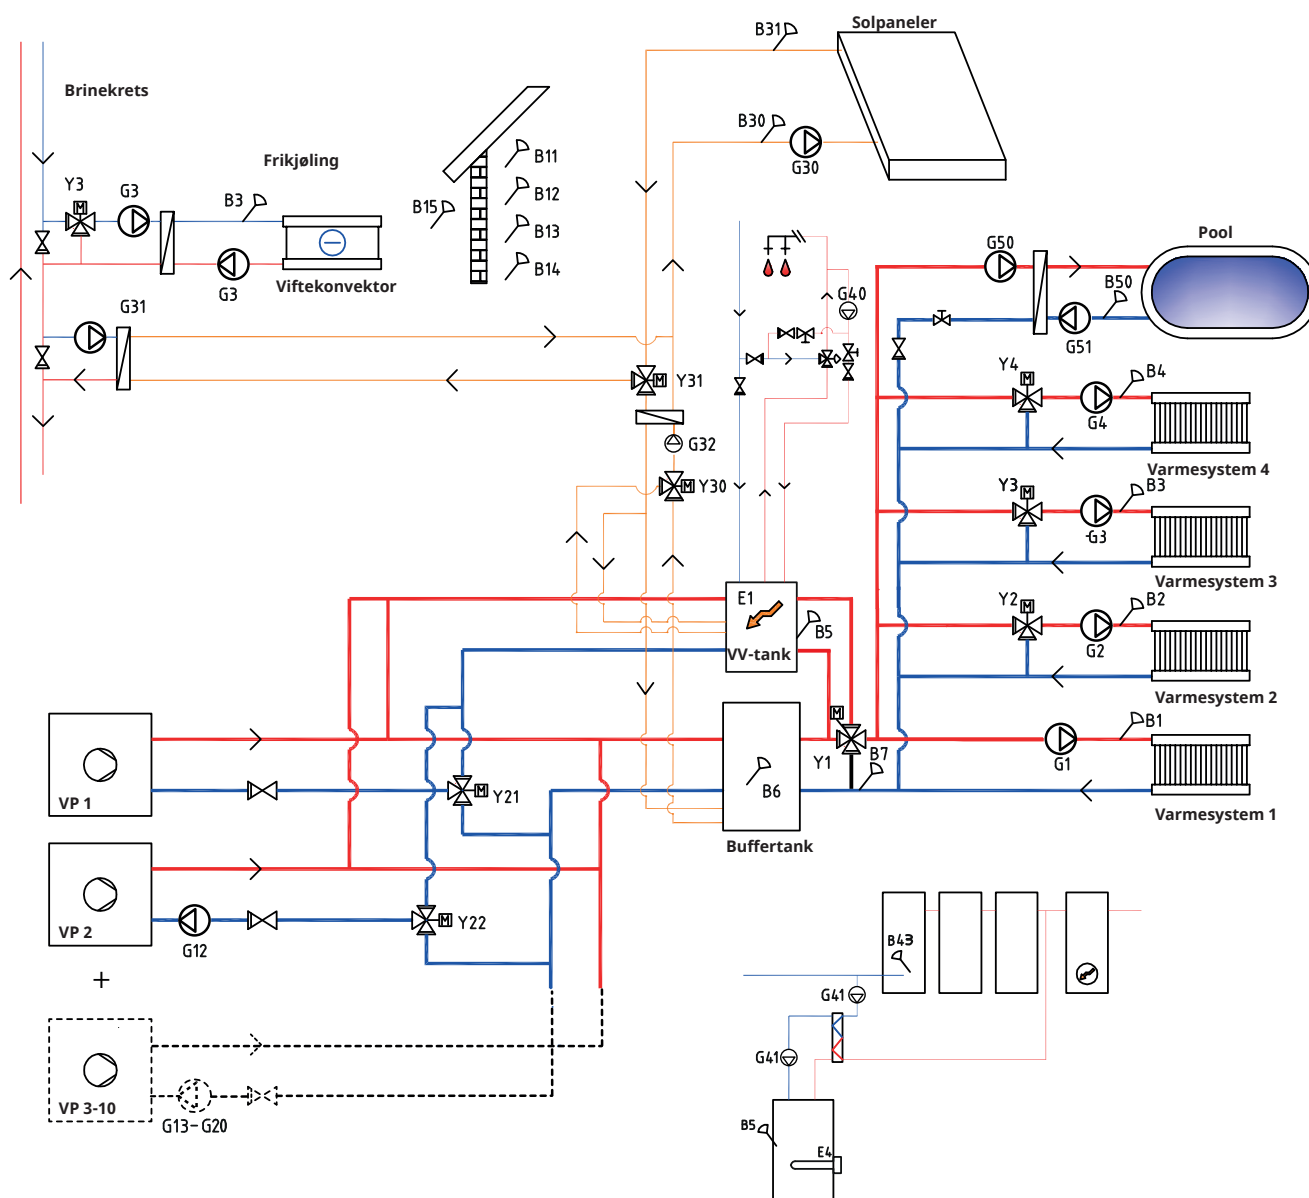 Solpaneler
B31
Brinekrets
B30
G30
Frikjøling
B11
Y3
M
G3
B3
B12
B15
B13
B14
G3
Viftekonvektor
Pool
G50
B50
G51
G40
G31
Y31
M
Y4
M
B4
G4
Varmesystem 4
G32
Y30
M
Y3
M
B3
G3
Varmesystem 3
E1
B5
VV-tank
Y2
M
B2
G2
Varmesystem 2
M
Y1
B7
B1
G1
Varmesystem 1
VP 1
M
Y21
B6
Buffertank
VP 2
G12
M
Y22
+
B43
G41
G41
VP 3-10
G13-G20
B5
E4